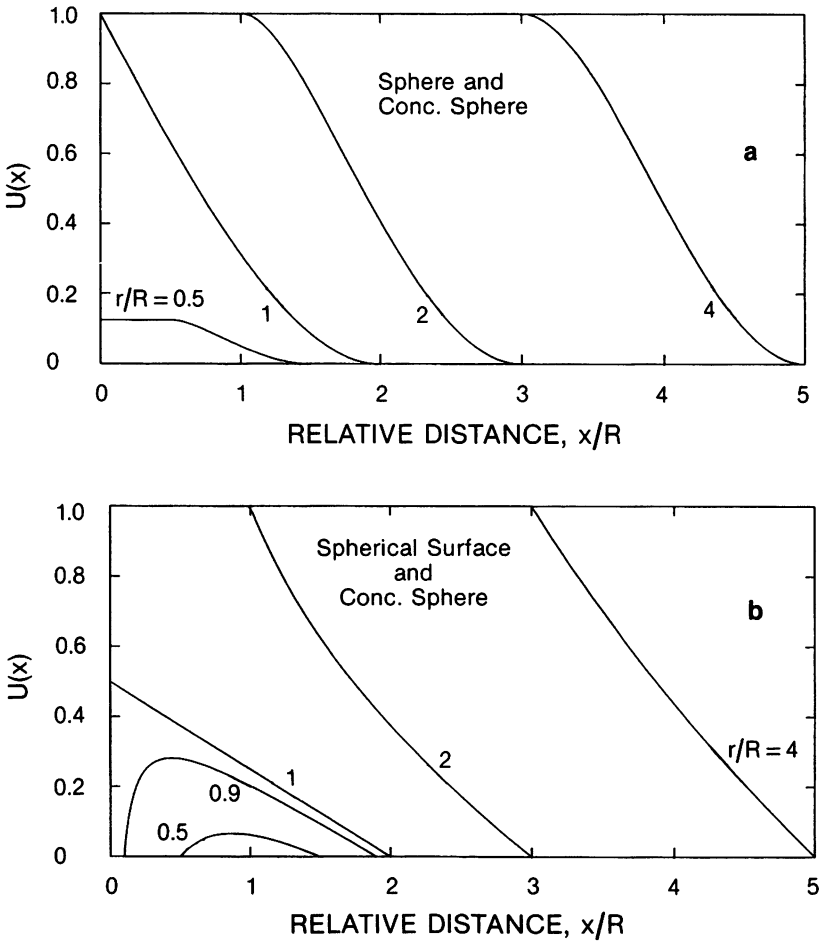 1.0
0.8
0.6
0.4
0.2
0
U(x)
Sphere and
Conc. Sphere
a
r/R = 0.5
1
2
4
0 1 2 3 4 5
RELATIVE DISTANCE, x/R
1.0
0.8
0.6
0.4
0.2
0
U(x)
Spherical Surface
and
Conc. Sphere
b
r/R = 4
2
1
0.9
0.5
0 1 2 3 4 5
RELATIVE DISTANCE, x/R